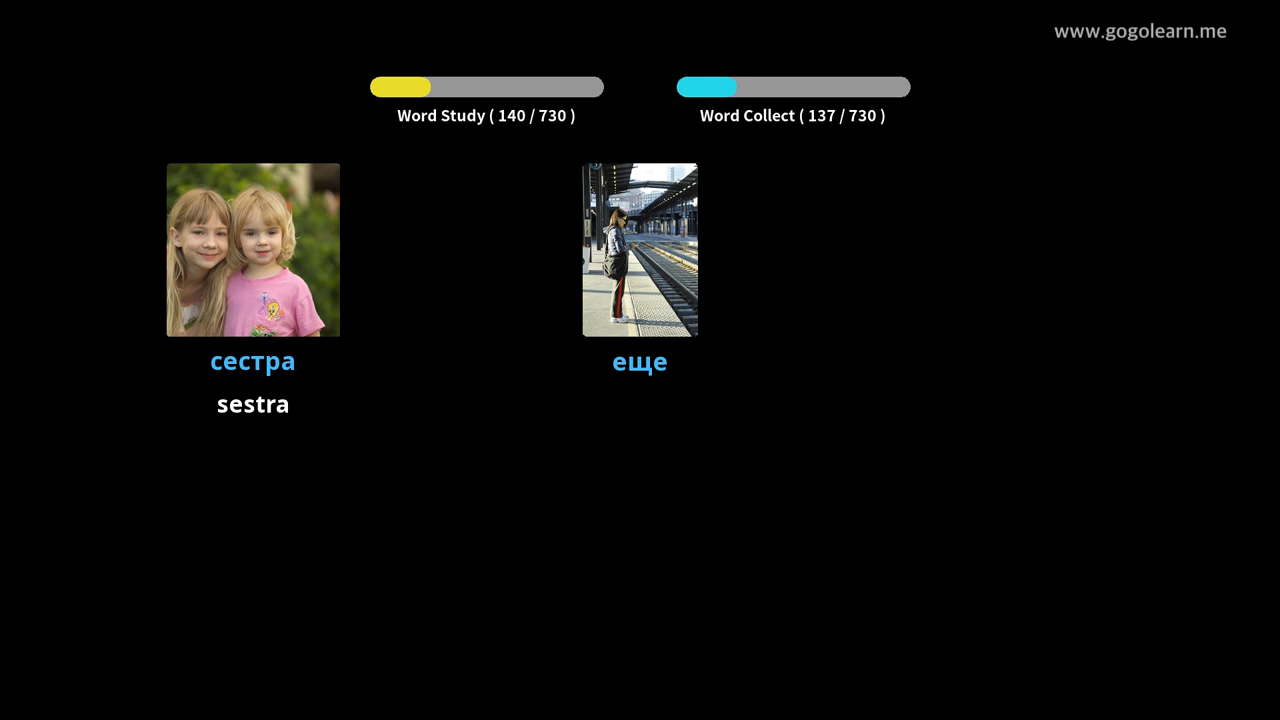 www.gogolearn.me
Word Study ( 140 / 730 )
Word Collect ( 137 / 730 )
сестра
еще
sestra